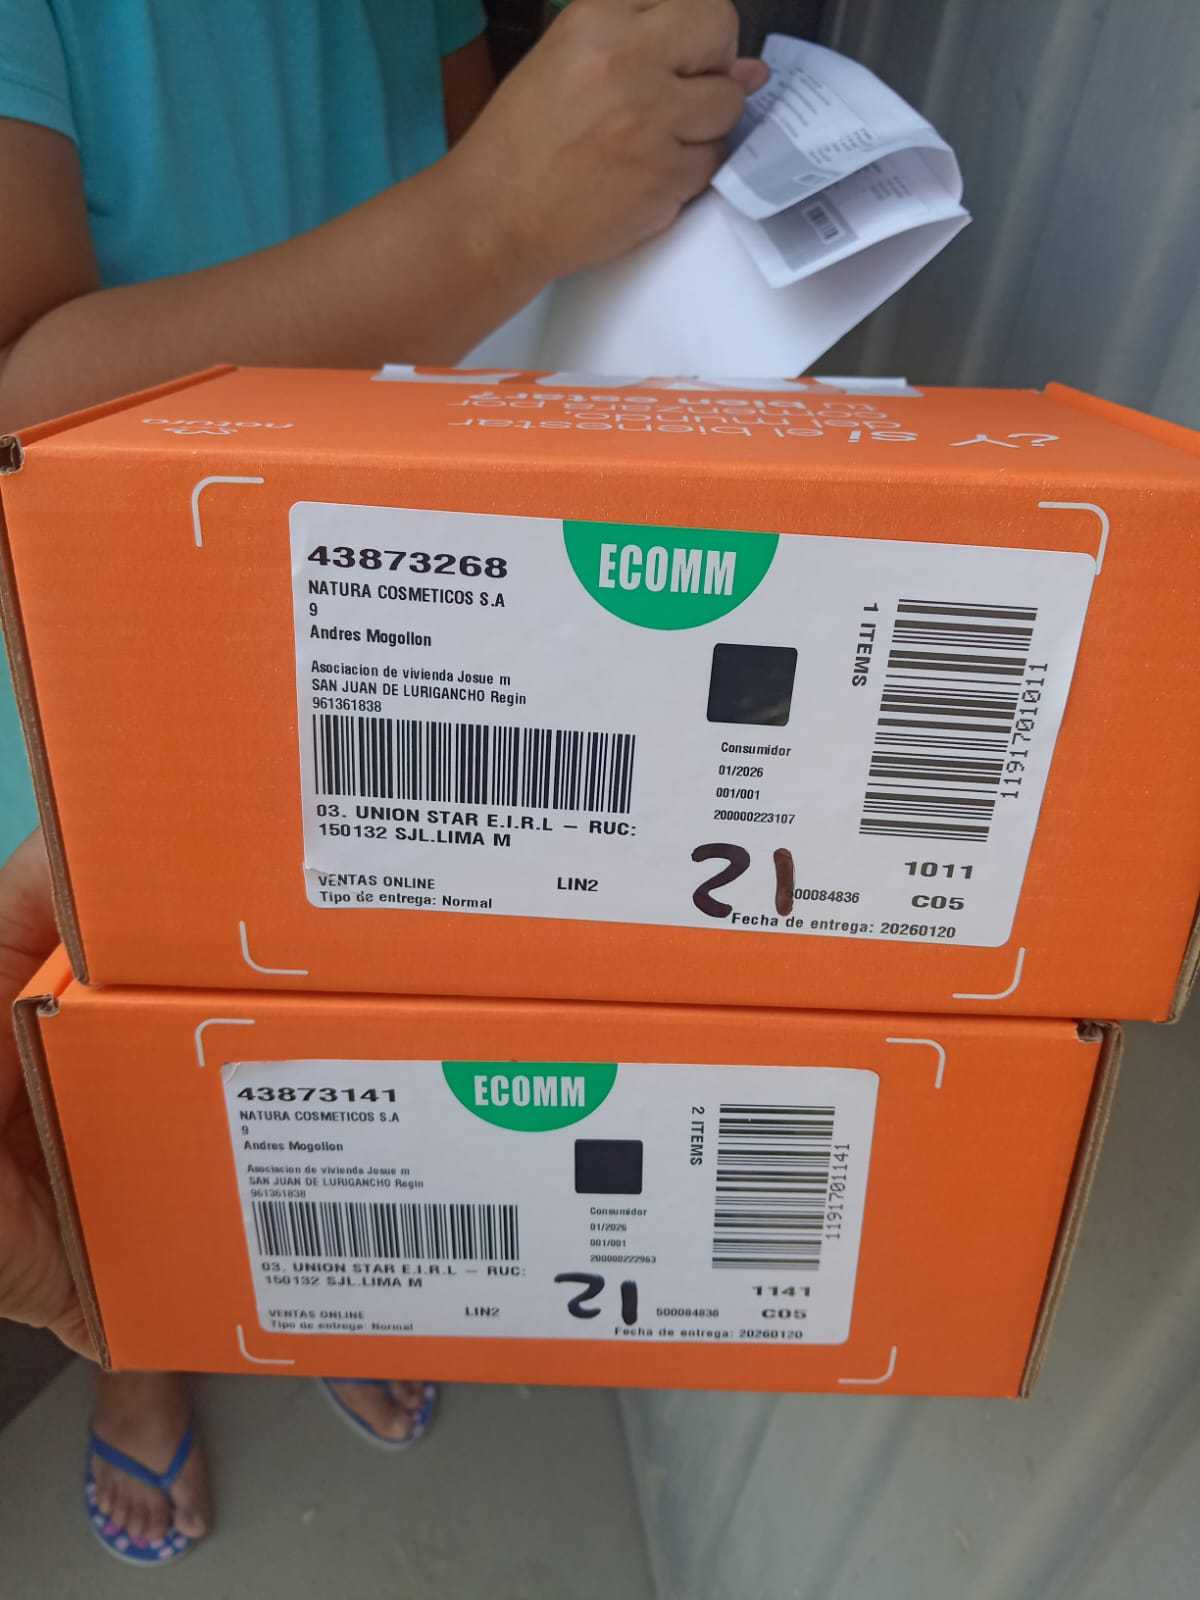 natura
¿Y
Si el bienestar
del mundo,
comenzara por
tu bien estar?
43873268
ECOMM
NATURA COSMETICOS S.A
9
Andres Mogollon
Asociacion de vivienda Josue m
SAN JUAN DE LURIGANCHO Regin
961361838
03. UNION STAR E.I.R.L – RUC:
150132 SJL.LIMA M
VENTAS ONLINE
LIN2
Tipo de entrega: Normal
Consumidor
01/2026
001/001
200000223107
21
500084836
Fecha de entrega: 20260120
1 ITEMS
1191701011
1011
C05
43873141
ECOMM
NATURA COSMETICOS S.A
9
Andres Mogollon
Asociacion de vivienda Josue m
SAN JUAN DE LURIGANCHO Regin
961361838
03. UNION STAR E.I.R.L – RUC:
150132 SJL.LIMA M
VENTAS ONLINE
LIN2
Tipo de entrega: Normal
Consumidor
01/2026
001/001
200000222963
21
500084836
Fecha de entrega: 20260120
2 ITEMS
1191701141
1141
C05